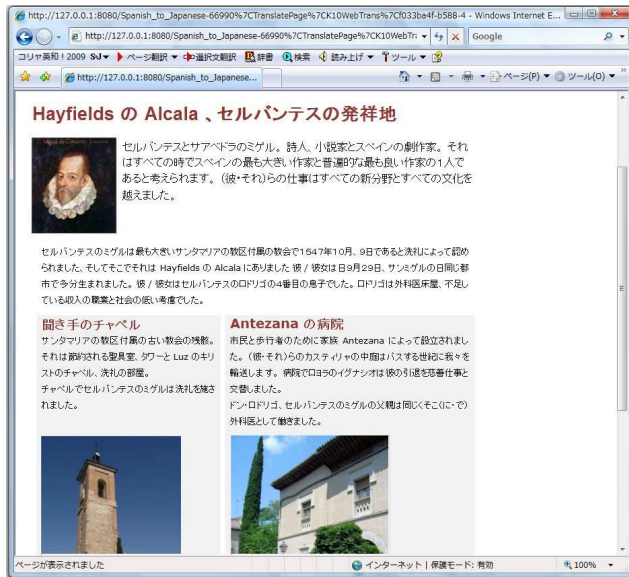 http://127.0.0.1:8080/Spanish_to_Japanese-66990%7CTranslatePage%7CK10WebTrans%7Cf033ba4f-b588-4 - Windows Internet E...
http://127.0.0.1:8080/Spanish_to_Japanese-66990%7CTranslatePage%7CK10WebTra
Google
コリャ英和!2009 ページ翻訳 選択文翻訳 辞書 検索 読み上げ ツール
http://127.0.0.1:8080/Spanish_to_Japanese...
ページ(P) ツール(O)
Hayfields の Alcala 、セルバンテスの発祥地
セルバンテスとサアベドラのミゲル。詩人、小説家とスペインの劇作家。それ
はすべての時でスペインの最も大きい作家と普遍的な最も良い作家の1人で
あると考えられます。(彼・それ)らの仕事はすべての新分野とすべての文化を
越えました。
セルバンテスのミゲルは最も大きいサンタマリアの教区付属の教会で1547年10月、9日であると洗礼によって認め
られました、そしてそこでそれは Hayfields の Alcala にありました 彼 / 彼女は日9月29日、サンミゲルの日同じ都
市で多分生まれました。彼 / 彼女はセルバンテスのロドリゴの4番目の息子でした。ロドリゴは外科医床屋、不足し
ている収入の職業と社会の低い考慮でした。
聞き手のチャペル
サンタマリアの教区付属の古い教会の残骸。
それは節約される聖具室、タワーと Luz のキリ
ストのチャペル、洗礼の部屋。
チャペルでセルバンテスのミゲルは洗礼を施さ
れました。
Antezana の病院
市民と歩行者のために家族 Antezana によって設立されまし
た。(彼・それ)らのカスティリャの中庭はバスする世紀に我々を
輸送します。病院でロヨラのイグナシオは彼の引退を慈善仕事と
交替しました。
ドン・ロドリゴ、セルバンテスのミゲルの父親は同じくそこ(に・で)
外科医として働きました。
ページが表示されました
インターネット | 保護モード: 有効
100%